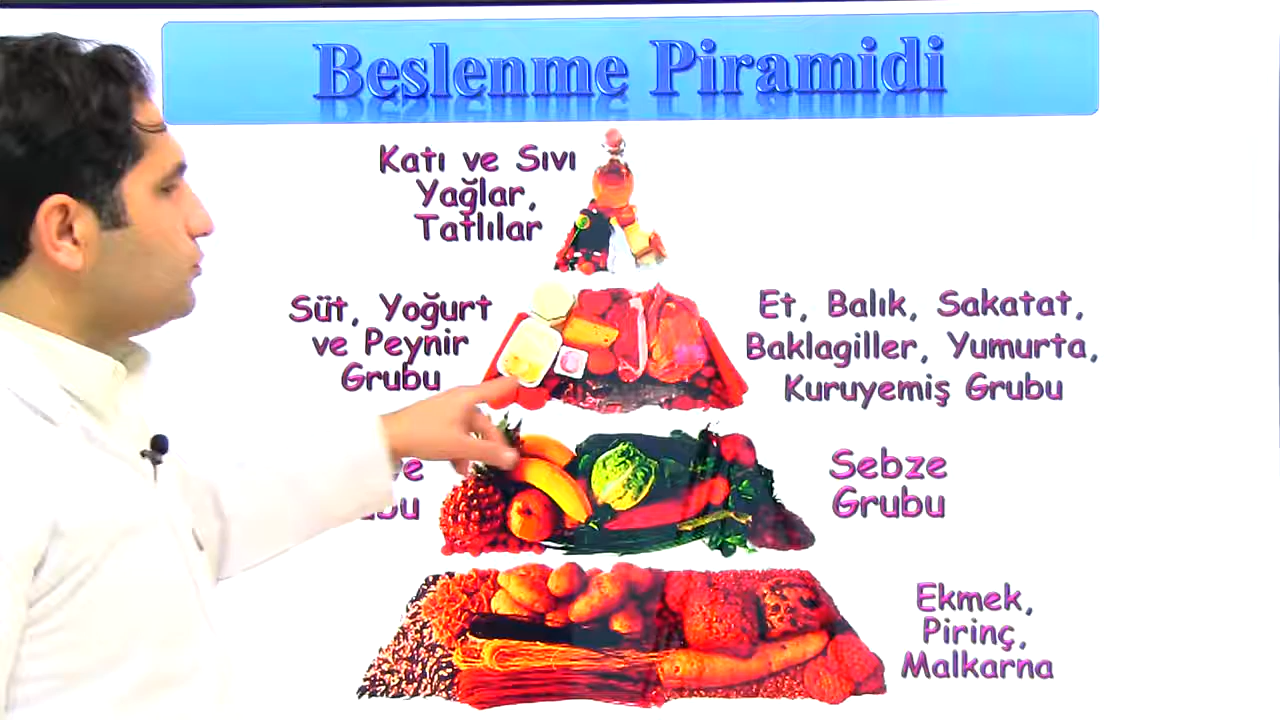 Beslenme Piramidi
Katı ve Sıvı
Yağlar,
Tatlılar
Süt, Yoğurt
ve Peynir
Grubu
Et, Balık, Sakatat,
Baklagiller, Yumurta,
Kuruyemiş Grubu
Sebze
Grubu
Ekmek,
Pirinç,
Malkarna